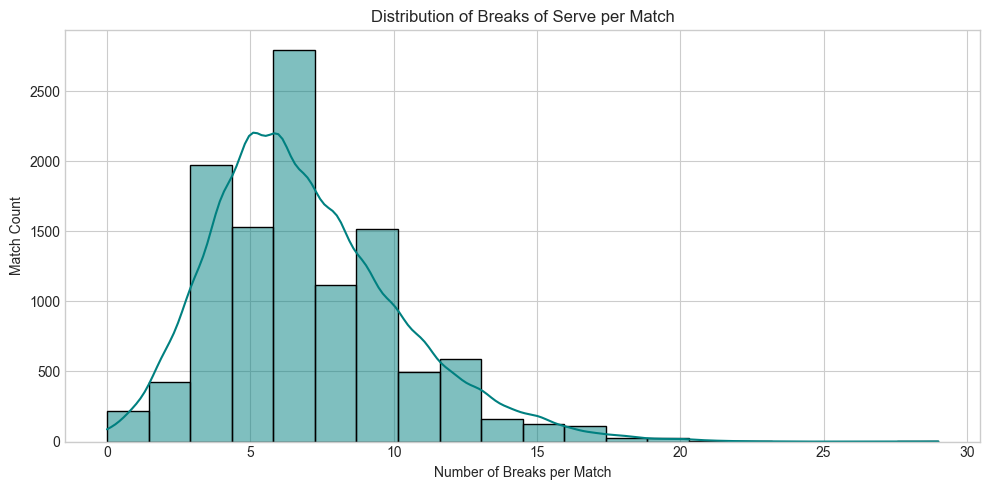 Distribution of Breaks of Serve per Match
Match Count
2500
2000
1500
1000
500
0
0 5 10 15 20 25 30
Number of Breaks per Match